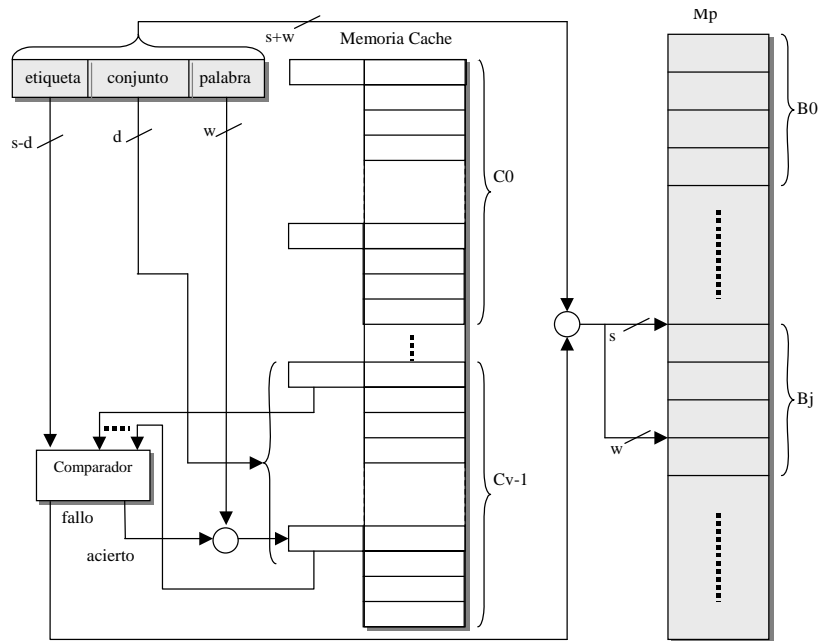 Mp
s+w
Memoria Cache
etiqueta conjunto palabra
B0
s-d
d
w
C0
s
Bj
w
Comparador
Cv-1
fallo
acierto